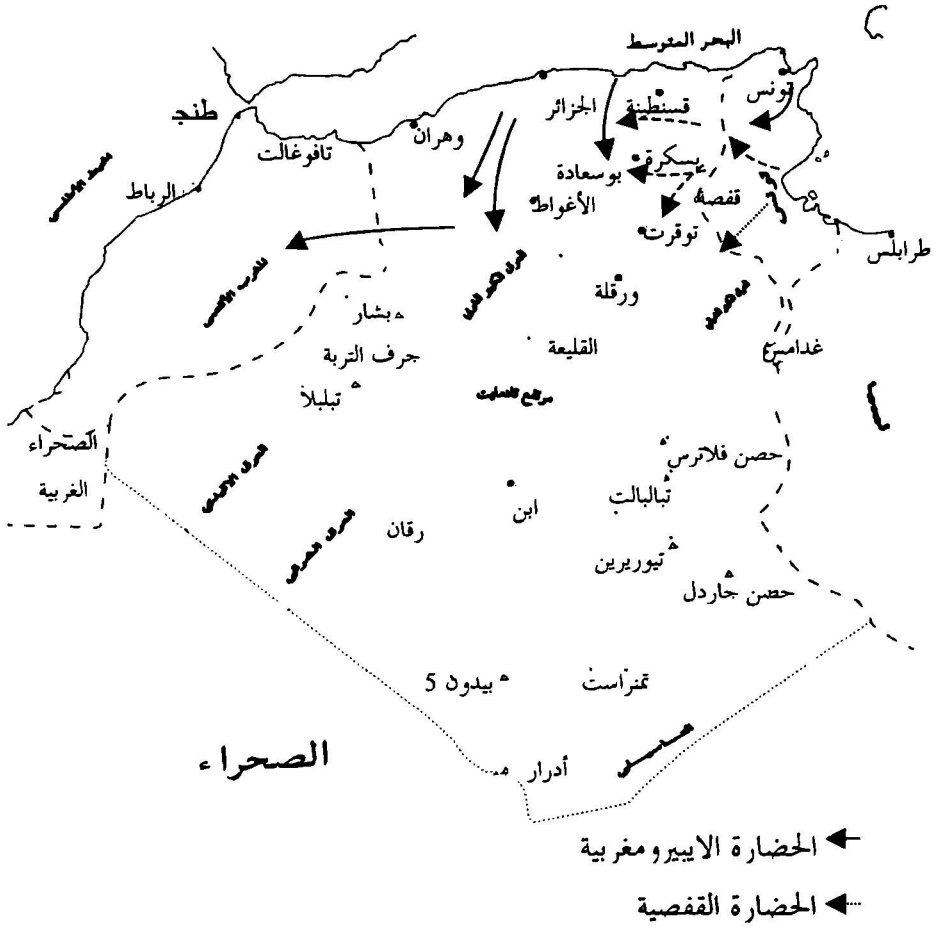 البحر المتوسط
تونس
قسنطينة
الجزائر
طنجـ
وهران
تافوغالت
بسكرة
بوسعادة
الرباط
قفصة
الأغواط
توقرت
طرابلس
ورقلة
بشار
القليعة
غدامس
جرف التربة
تبلبلا
الصحراء
الغربية
حصن فلاترس
تبالبالت
ابن
رقان
تيوريرين
حصن جاردل
تمنراست
بيدون 5
أدرار
الصحراء
الحضارة الايبيرومغربية
الحضارة القفصية